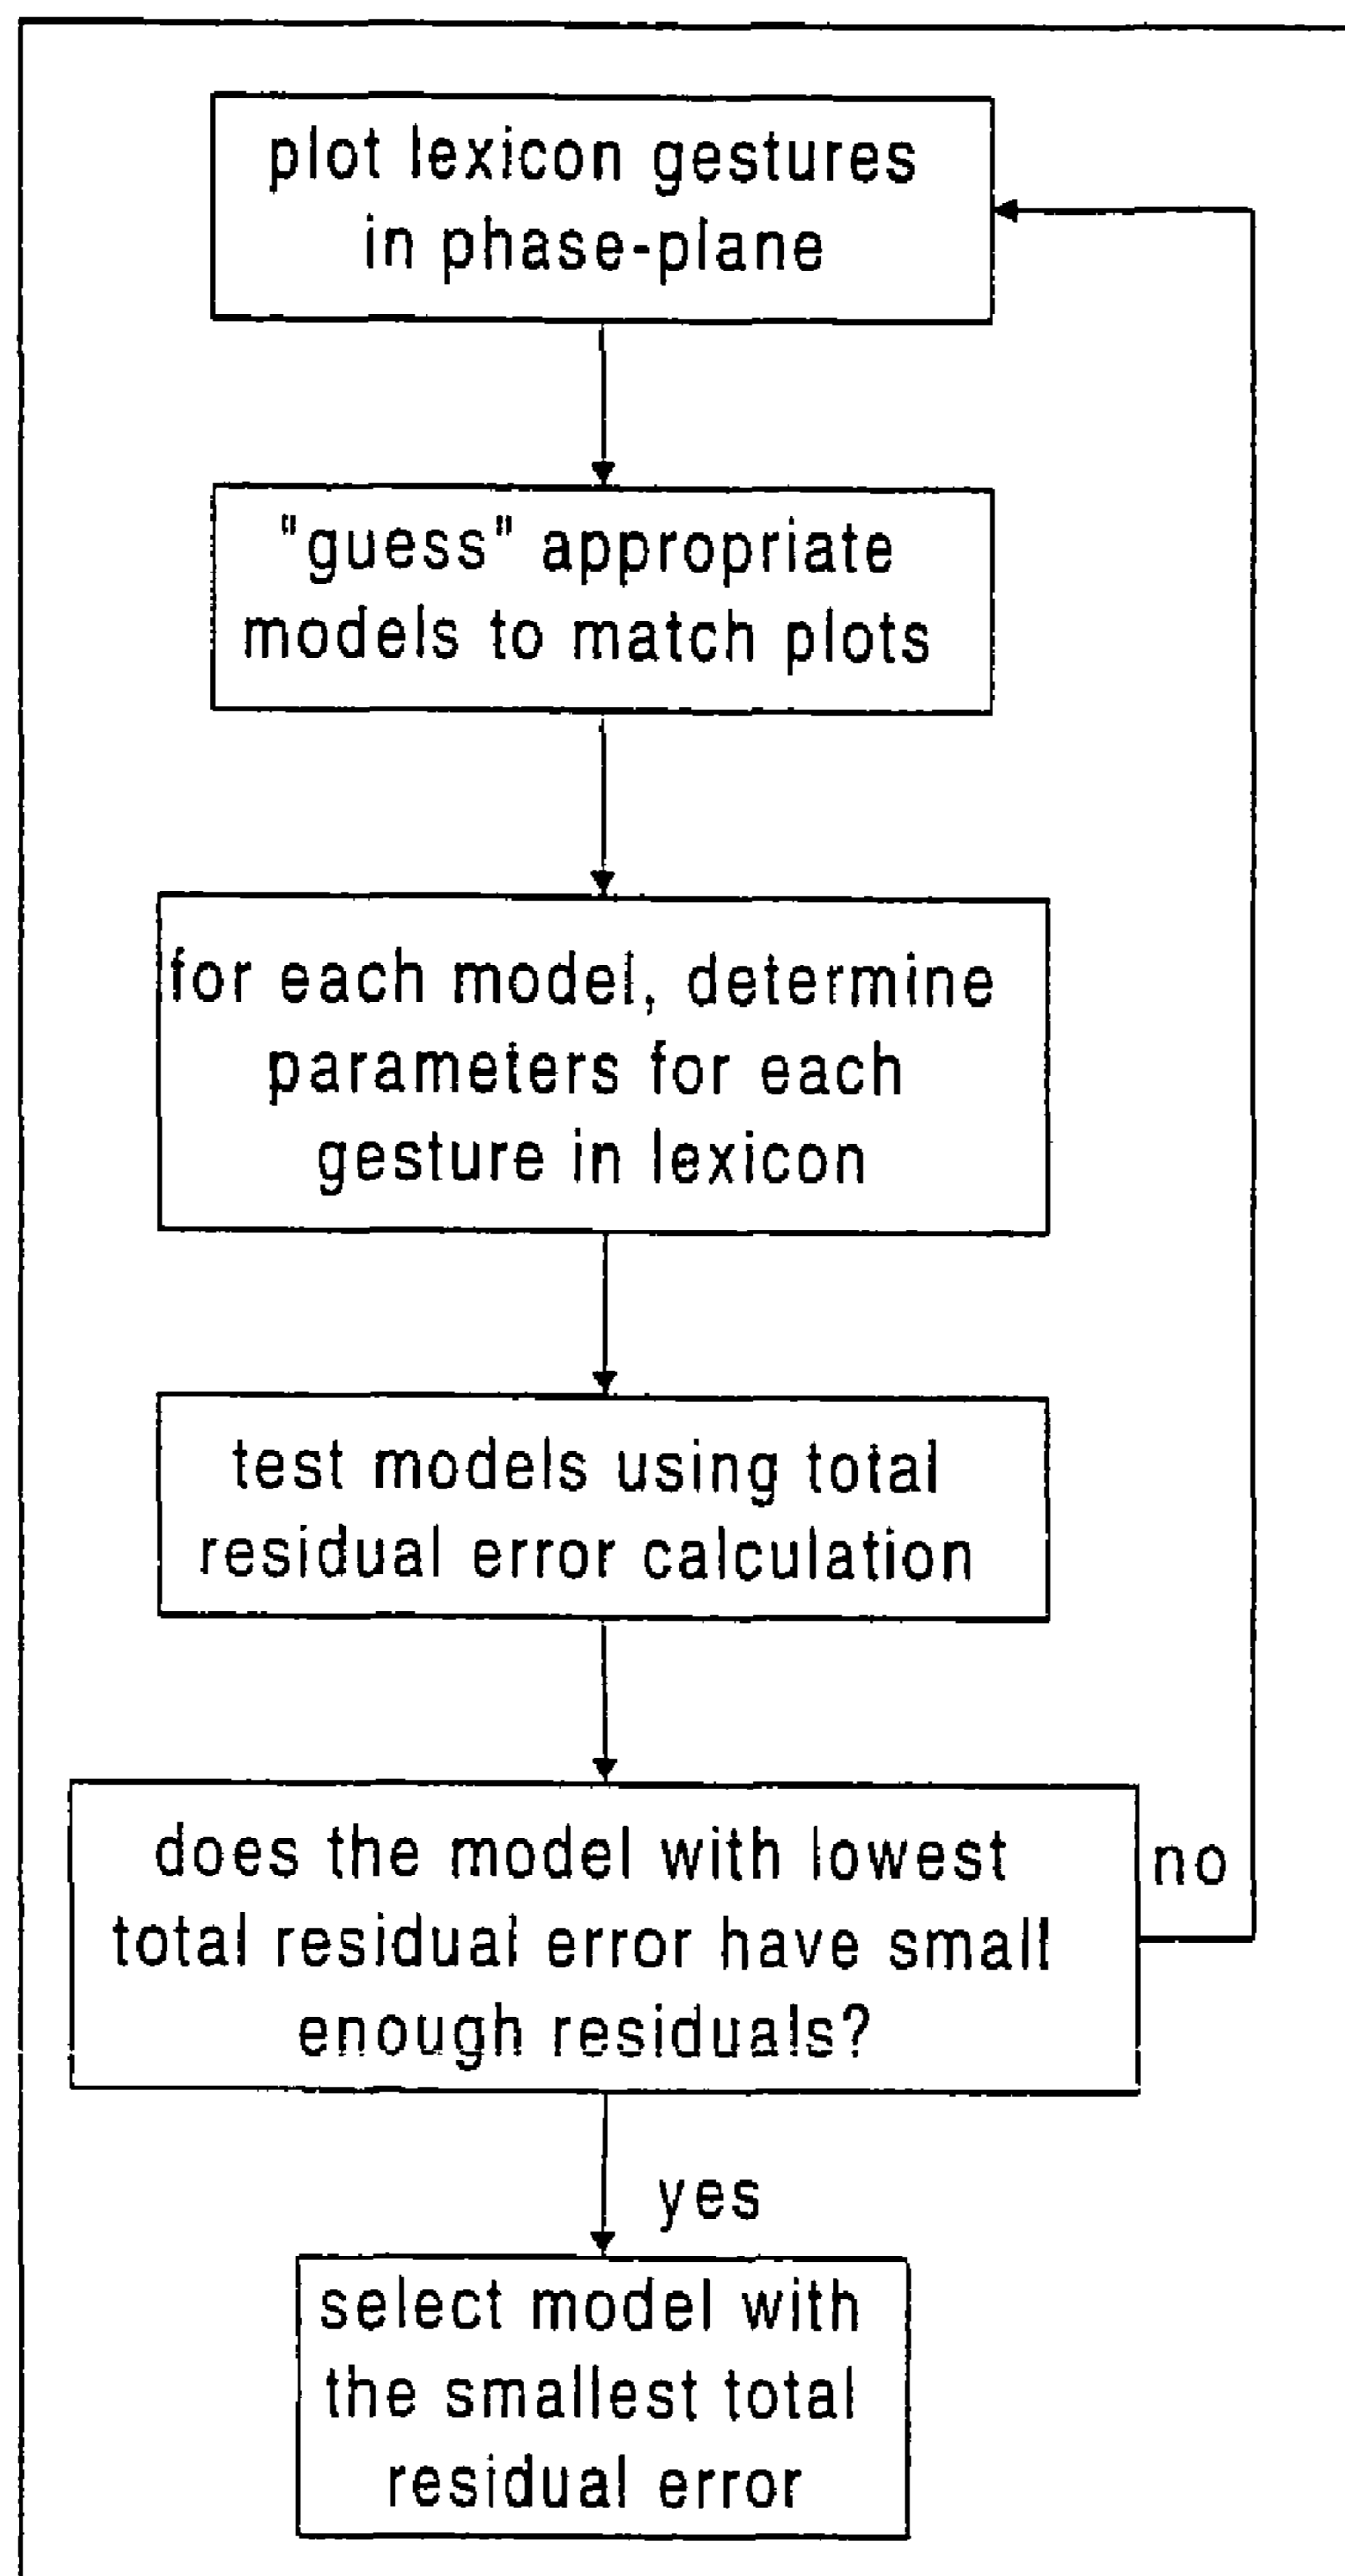 plot lexicon gestures
in phase-plane
"guess" appropriate
models to match plots
for each model, determine
parameters for each
gesture in lexicon
test models using total
residual error calculation
does the model with lowest
total residual error have small
enough residuals?
no
yes
select model with
the smallest total
residual error